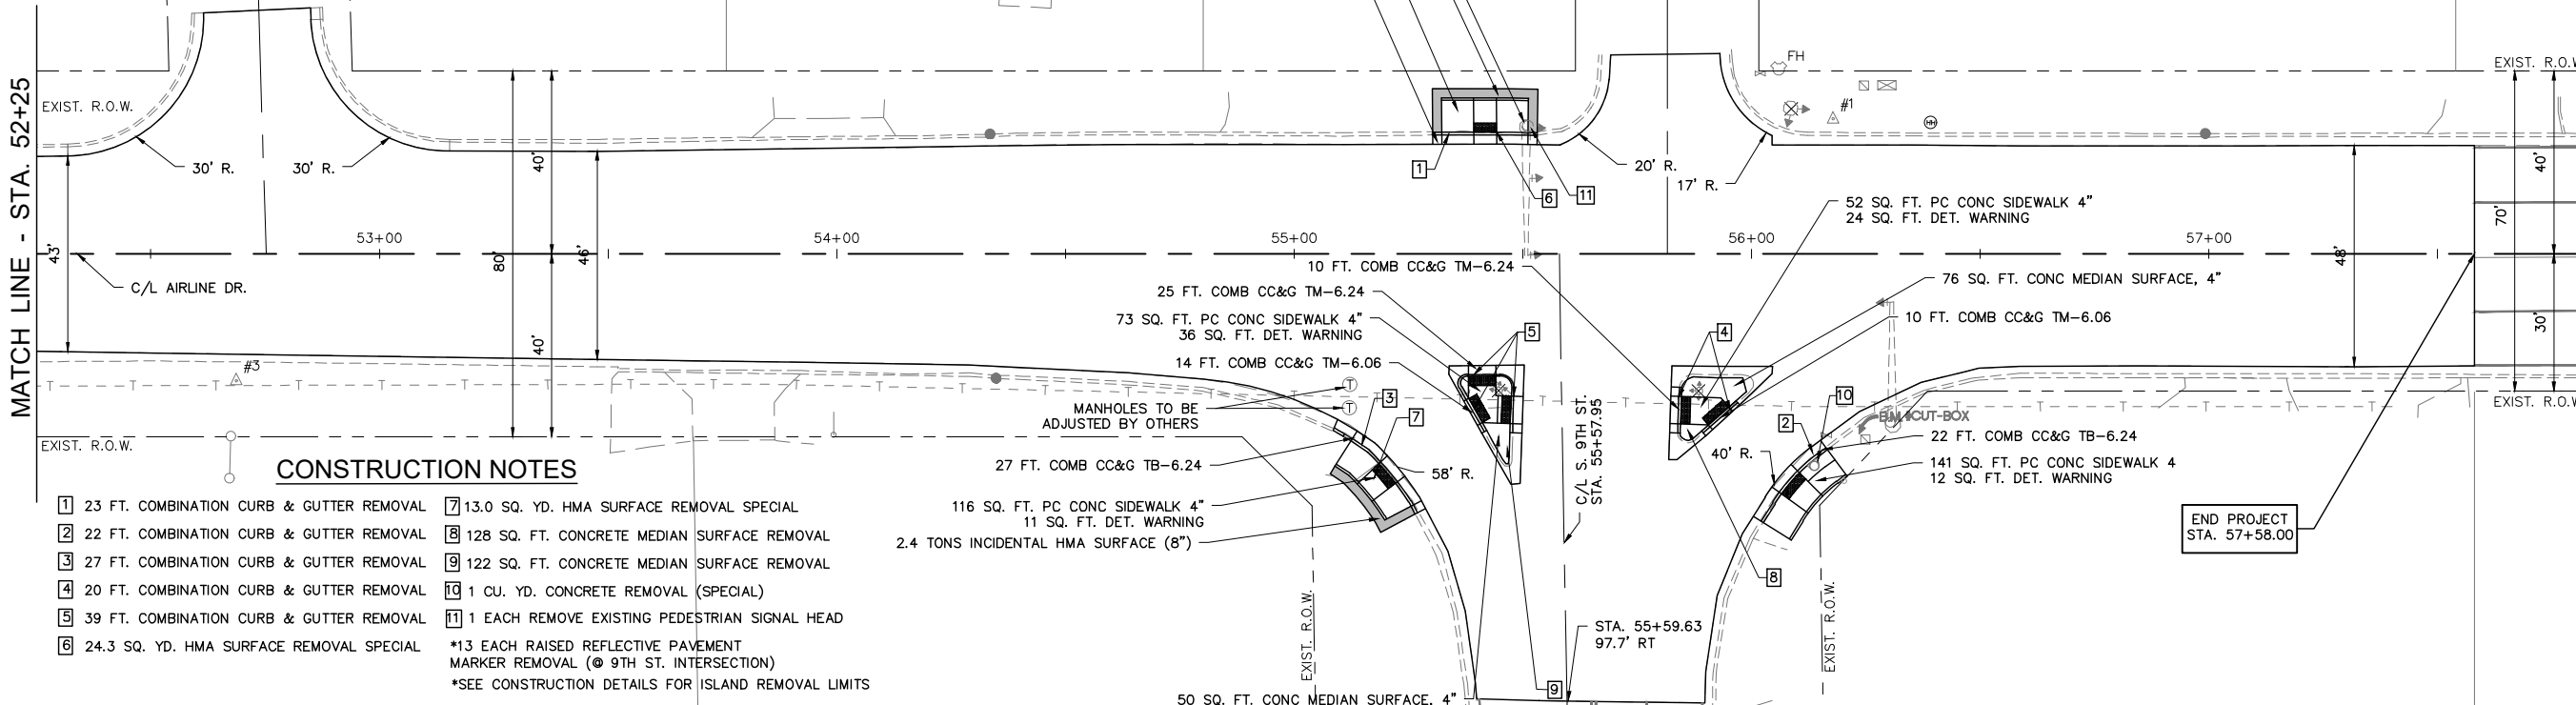 MATCH LINE - STA. 52+25
EXIST. R.O.W.
30' R.
30' R.
43'
C/L AIRLINE DR.
53+00
80'
40'
40'
46'
54+00
55+00
1
6
11
20' R.
17' R.
FH
#1
HH
EXIST. R.O.W
52 SQ. FT. PC CONC SIDEWALK 4"
24 SQ. FT. DET. WARNING
56+00
57+00
48'
70'
40'
30'
10 FT. COMB CC&G TM-6.24
25 FT. COMB CC&G TM-6.24
73 SQ. FT. PC CONC SIDEWALK 4"
36 SQ. FT. DET. WARNING
14 FT. COMB CC&G TM-6.06
5
4
76 SQ. FT. CONC MEDIAN SURFACE, 4"
10 FT. COMB CC&G TM-6.06
#3
T
T
MANHOLES TO BE
ADJUSTED BY OTHERS
3
7
C/L S. 9TH ST.
STA. 55+57.95
2
10
CUT-BOX
22 FT. COMB CC&G TB-6.24
141 SQ. FT. PC CONC SIDEWALK 4
12 SQ. FT. DET. WARNING
EXIST. R.O.W
EXIST. R.O.W.
27 FT. COMB CC&G TB-6.24
58' R.
40' R.
116 SQ. FT. PC CONC SIDEWALK 4"
11 SQ. FT. DET. WARNING
2.4 TONS INCIDENTAL HMA SURFACE (8")
8
END PROJECT
STA. 57+58.00
EXIST. R.O.W.
EXIST. R.O.W.
STA. 55+59.63
97.7' RT
9
50 SQ. FT. CONC MEDIAN SURFACE, 4"
CONSTRUCTION NOTES
1 23 FT. COMBINATION CURB & GUTTER REMOVAL
2 22 FT. COMBINATION CURB & GUTTER REMOVAL
3 27 FT. COMBINATION CURB & GUTTER REMOVAL
4 20 FT. COMBINATION CURB & GUTTER REMOVAL
5 39 FT. COMBINATION CURB & GUTTER REMOVAL
6 24.3 SQ. YD. HMA SURFACE REMOVAL SPECIAL
7 13.0 SQ. YD. HMA SURFACE REMOVAL SPECIAL
8 128 SQ. FT. CONCRETE MEDIAN SURFACE REMOVAL
9 122 SQ. FT. CONCRETE MEDIAN SURFACE REMOVAL
10 1 CU. YD. CONCRETE REMOVAL (SPECIAL)
11 1 EACH REMOVE EXISTING PEDESTRIAN SIGNAL HEAD
*13 EACH RAISED REFLECTIVE PAVEMENT
MARKER REMOVAL (@ 9TH ST. INTERSECTION)
*SEE CONSTRUCTION DETAILS FOR ISLAND REMOVAL LIMITS